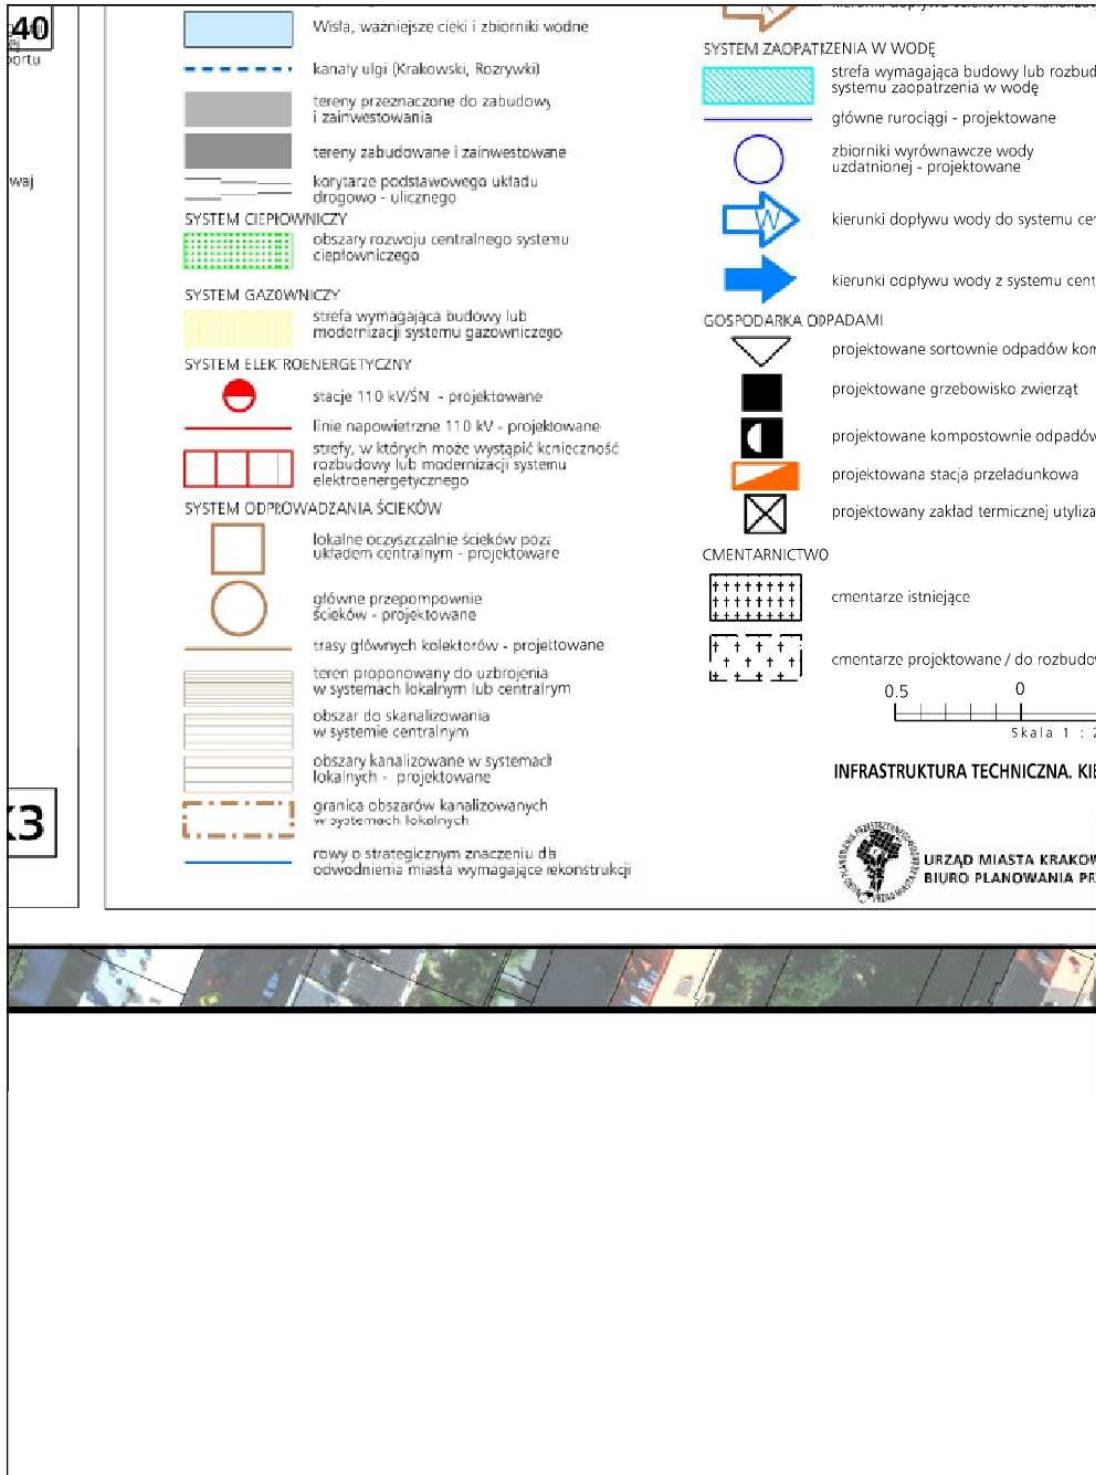 40
portu
waj
K3
Wisła, ważniejsze cieki i zbiorniki wodne
kanały ulgi (Krakowski, Rozrywki)
tereny przeznaczone do zabudowy
i zainwestowania
tereny zabudowane i zainwestowane
korytarze podstawowego układu
drogowo - ulicznego
SYSTEM CIEPŁOWNICZY
obszary rozwoju centralnego systemu
ciepłowniczego
SYSTEM GAZOWNICZY
strefa wymagająca budowy lub
modernizacji systemu gazowniczego
SYSTEM ELEKTROENERGETYCZNY
stacje 110 kV/ŚN - projektowane
linie napowietrzne 110 kV - projektowane
strefy, w których może wystąpić konieczność
rozbudowy lub modernizacji systemu
elektroenergetycznego
SYSTEM ODPROWADZANIA ŚCIEKÓW
lokalne oczyszczalnie ścieków poza
układem centralnym - projektowane
główne przepompownie
ścieków - projektowane
trasy głównych kolektorów - projektowane
teren proponowany do uzbrojenia
w systemach lokalnym lub centralnym
obszar do skanalizowania
w systemie centralnym
obszary kanalizowane w systemach
lokalnych - projektowane
granica obszarów kanalizowanych
w systemach lokalnych
rowy o strategicznym znaczeniu dla
odwodnienia miasta wymagające rekonstrukcji
SYSTEM ZAOPATRZENIA W WODĘ
strefa wymagająca budowy lub rozbud
systemu zaopatrzenia w wodę
główne rurociągi - projektowane
zbiorniki wyrównawcze wody
uzdatnionej - projektowane
W
kierunki dopływu wody do systemu cen
kierunki odpływu wody z systemu cent
GOSPODARKA ODPADAMI
projektowane sortownie odpadów kom
projektowane grzebowisko zwierząt
projektowane kompostownie odpadów
projektowana stacja przeładunkowa
projektowany zakład termicznej utyliza
CMENTARNICTWO
cmentarze istniejące
cmentarze projektowane / do rozbudow
0.5 0
Skala 1 : 2
INFRASTRUKTURA TECHNICZNA. KIE
URZĄD MIASTA KRAKOW
BIURO PLANOWANIA PR